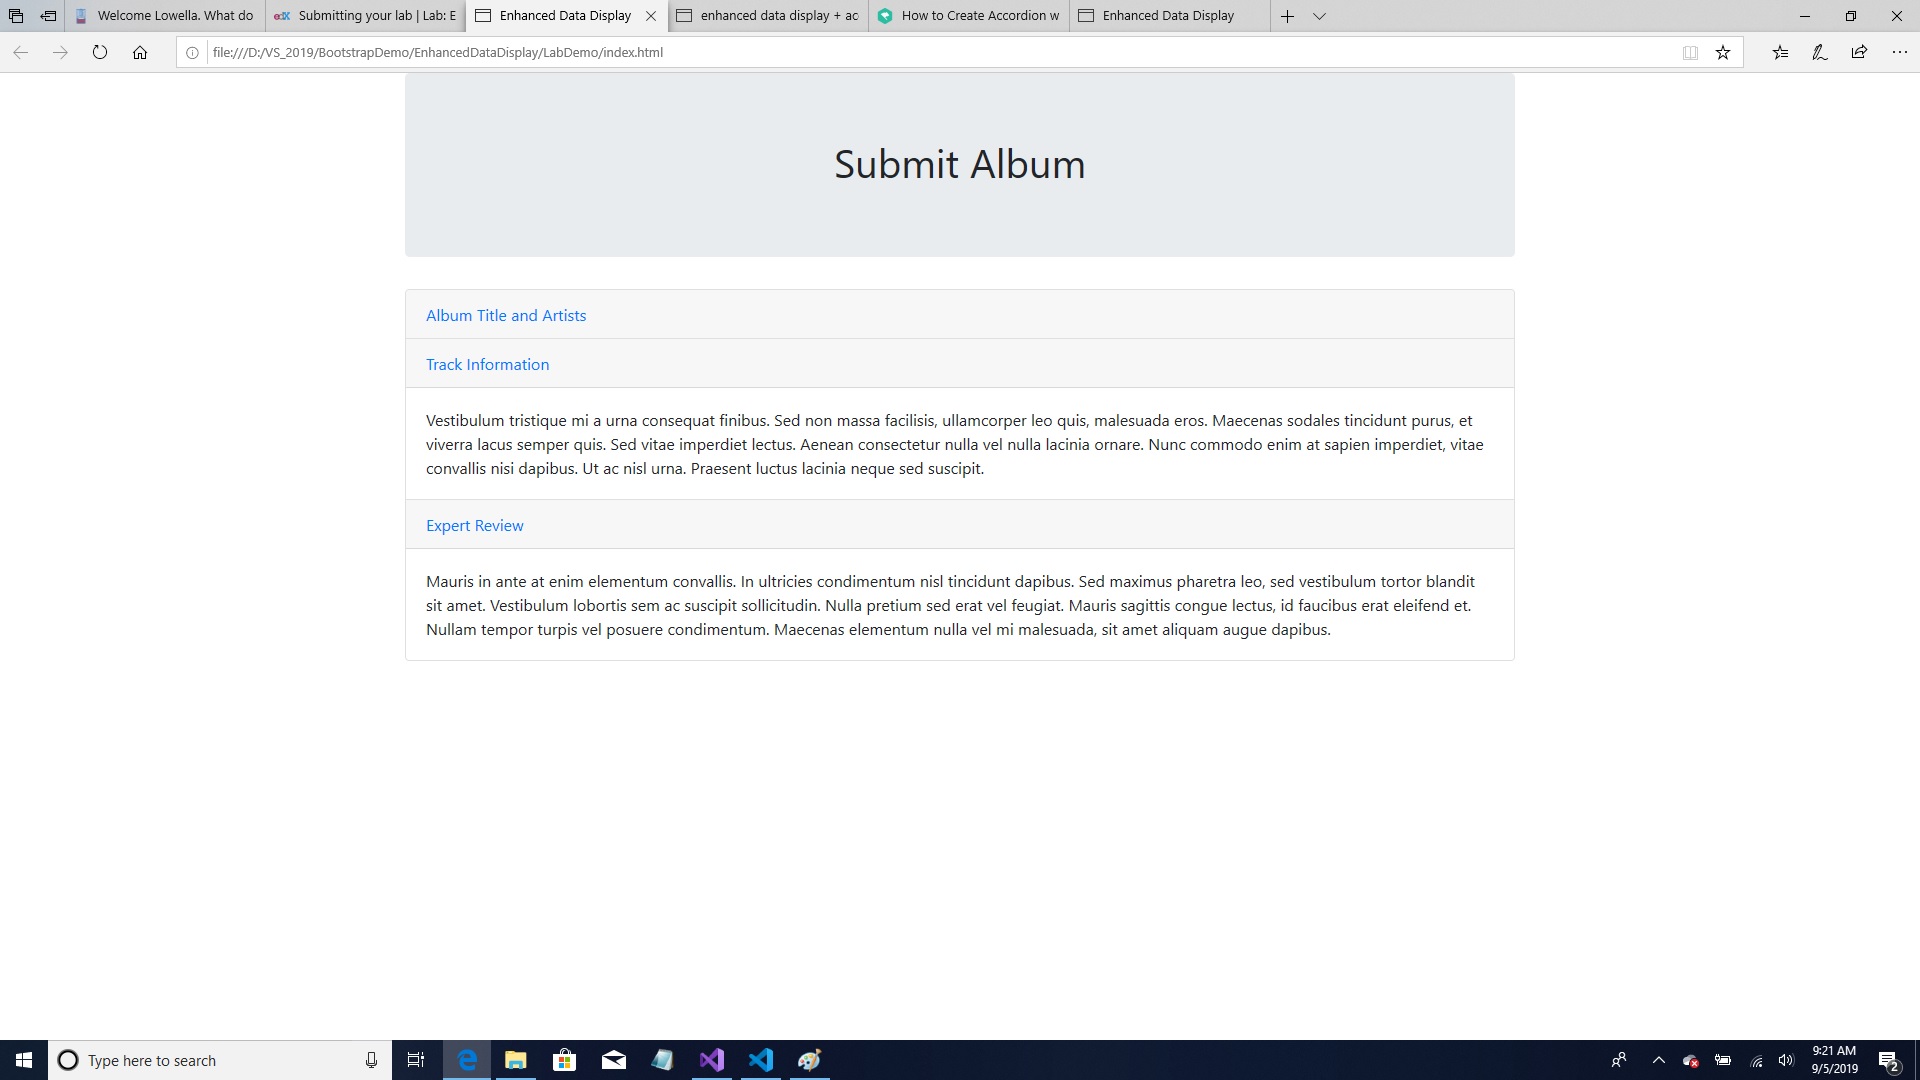 Welcome Lowella. What do
edX Submitting your lab | Lab: E
Enhanced Data Display
enhanced data display + ac
How to Create Accordion w
Enhanced Data Display
file:///D:/VS_2019/BootstrapDemo/EnhancedDataDisplay/LabDemo/index.html
Submit Album
Album Title and Artists
Track Information
Vestibulum tristique mi a urna consequat finibus. Sed non massa facilisis, ullamcorper leo quis, malesuada eros. Maecenas sodales tincidunt purus, et
viverra lacus semper quis. Sed vitae imperdiet lectus. Aenean consectetur nulla vel nulla lacinia ornare. Nunc commodo enim at sapien imperdiet, vitae
convallis nisi dapibus. Ut ac nisl urna. Praesent luctus lacinia neque sed suscipit.
Expert Review
Mauris in ante at enim elementum convallis. In ultricies condimentum nisl tincidunt dapibus. Sed maximus pharetra leo, sed vestibulum tortor blandit
sit amet. Vestibulum lobortis sem ac suscipit sollicitudin. Nulla pretium sed erat vel feugiat. Mauris sagittis congue lectus, id faucibus erat eleifend et.
Nullam tempor turpis vel posuere condimentum. Maecenas elementum nulla vel mi malesuada, sit amet aliquam augue dapibus.
Type here to search
9:21 AM
9/5/2019
2